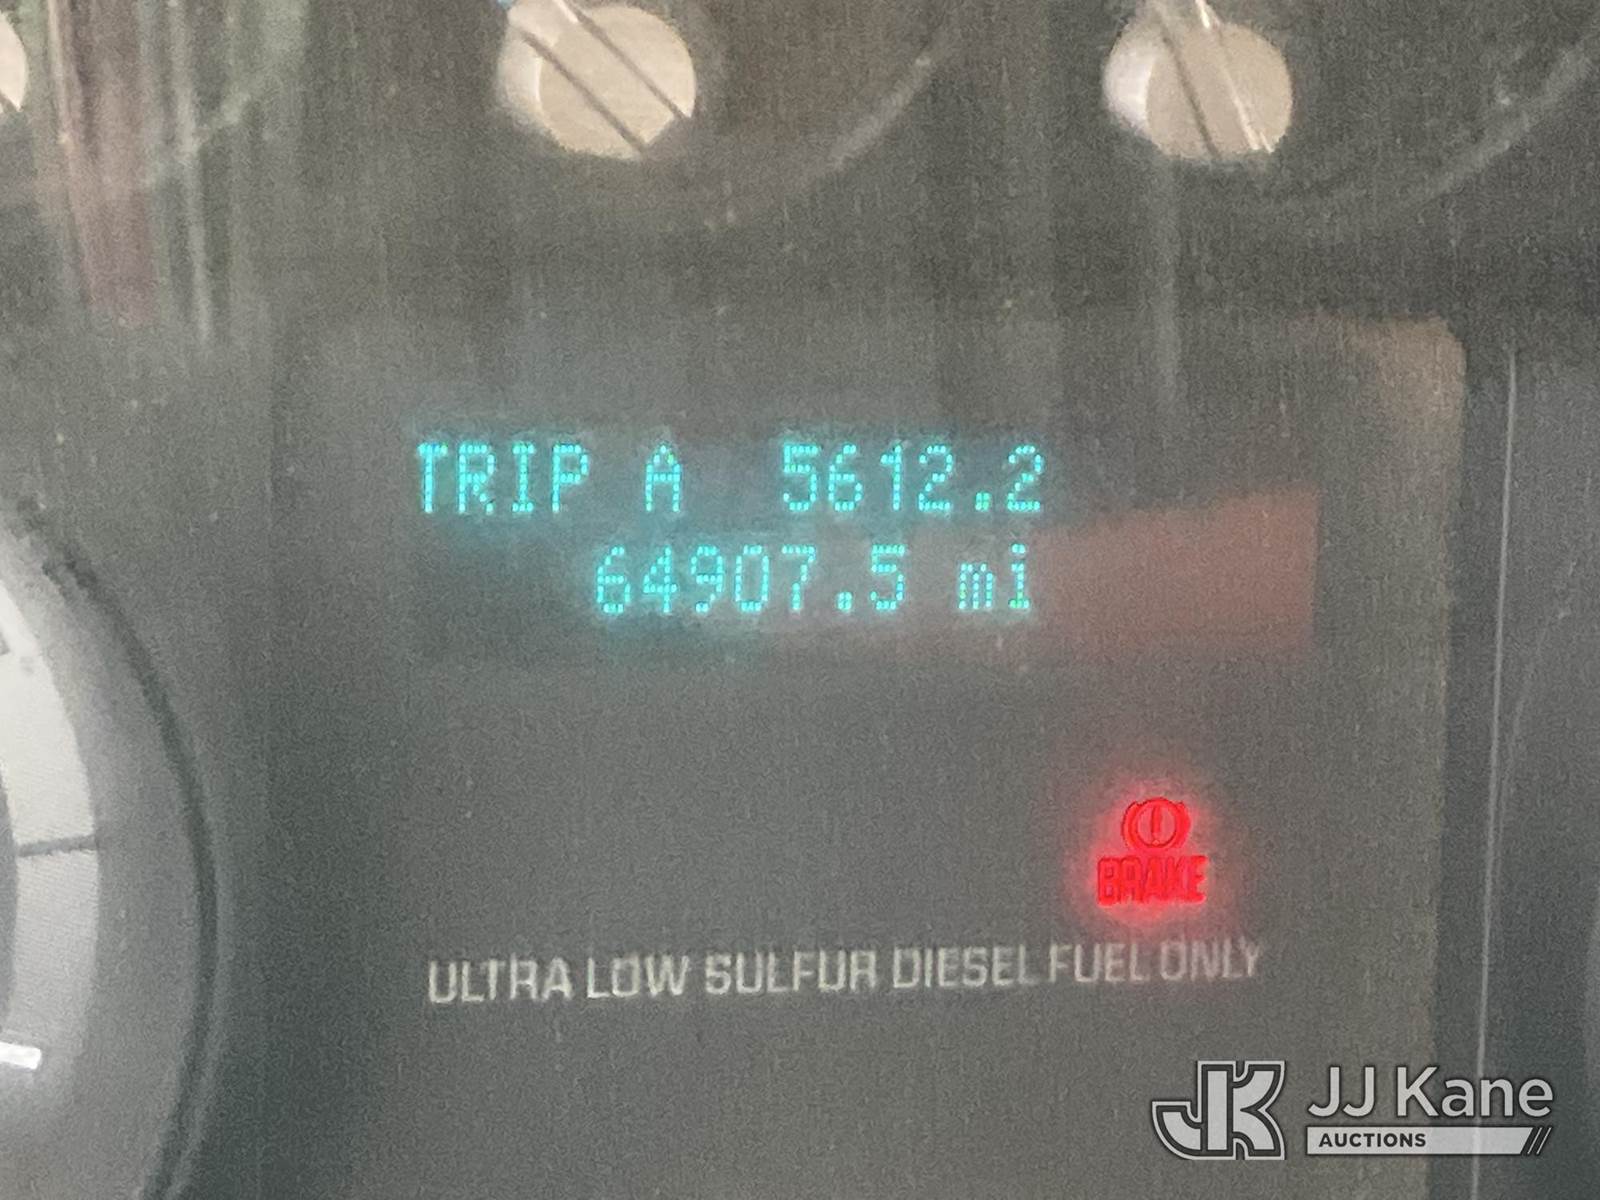 TRIP A 5612.2
64907.5 mi
BRAKE
ULTRA LOW SULFUR DIESEL FUEL ONLY
JK JJ Kane
AUCTIONS